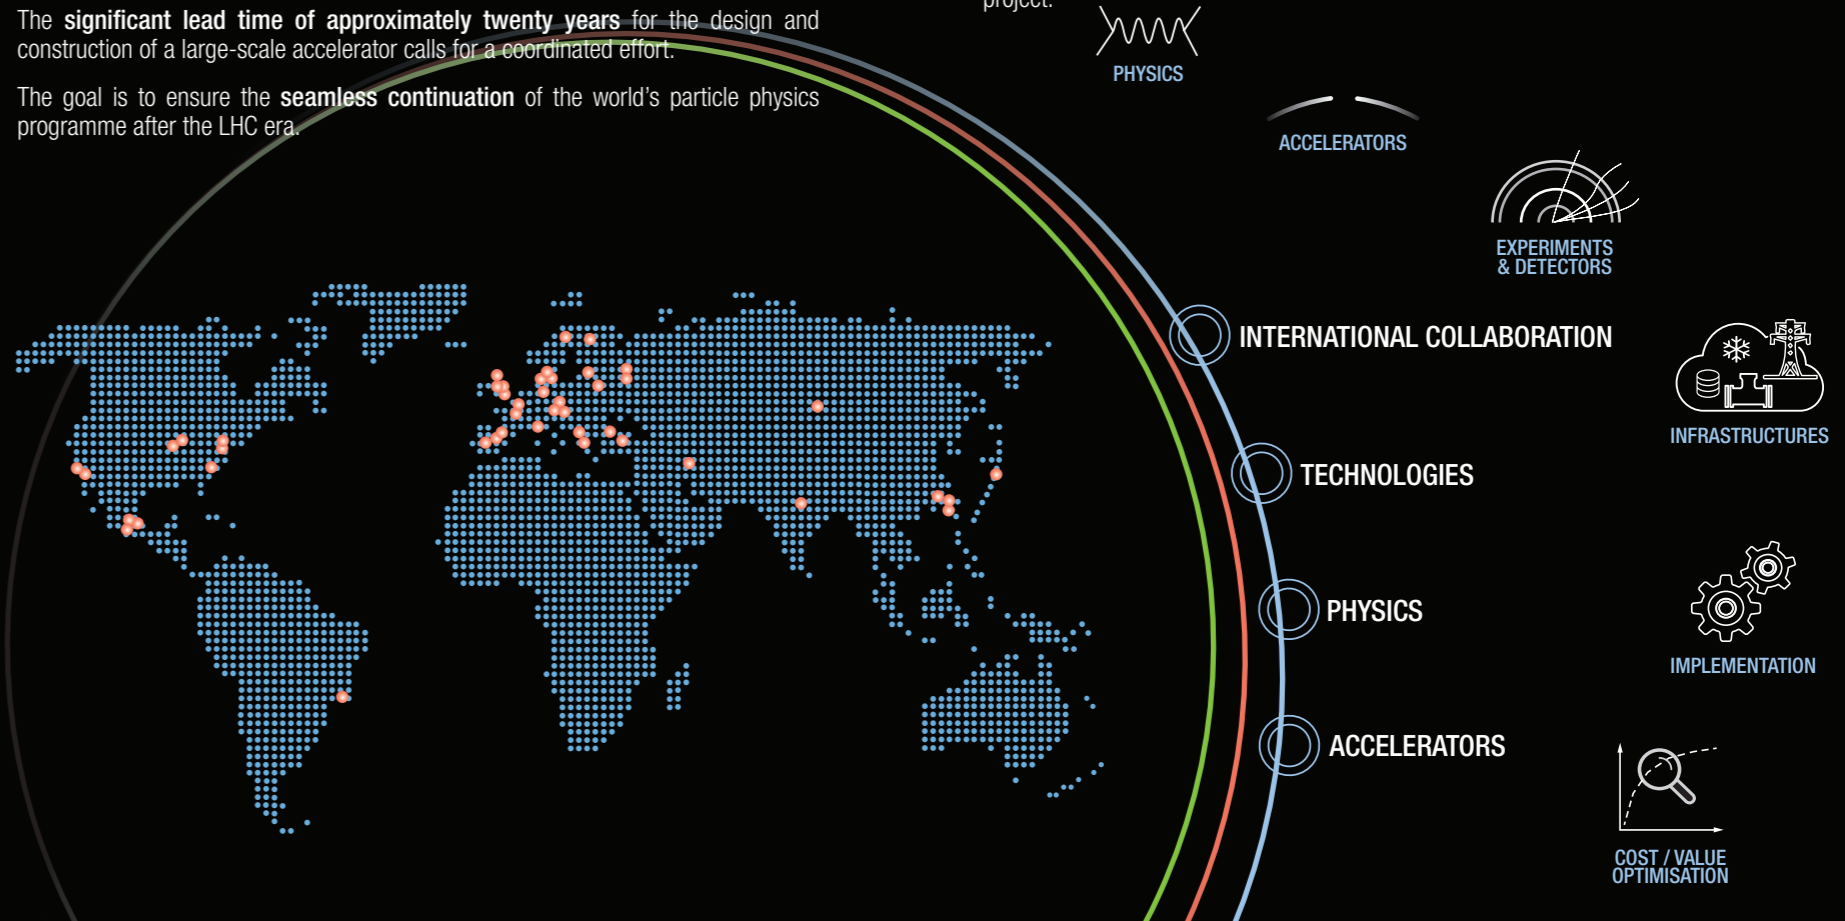 The significant lead time of approximately twenty years for the design and
construction of a large-scale accelerator calls for a coordinated effort.
The goal is to ensure the seamless continuation of the world's particle physics
programme after the LHC era.
project.
PHYSICS
ACCELERATORS
EXPERIMENTS
& DETECTORS
INFRASTRUCTURES
IMPLEMENTATION
COST / VALUE
OPTIMISATION
INTERNATIONAL COLLABORATION
TECHNOLOGIES
PHYSICS
ACCELERATORS